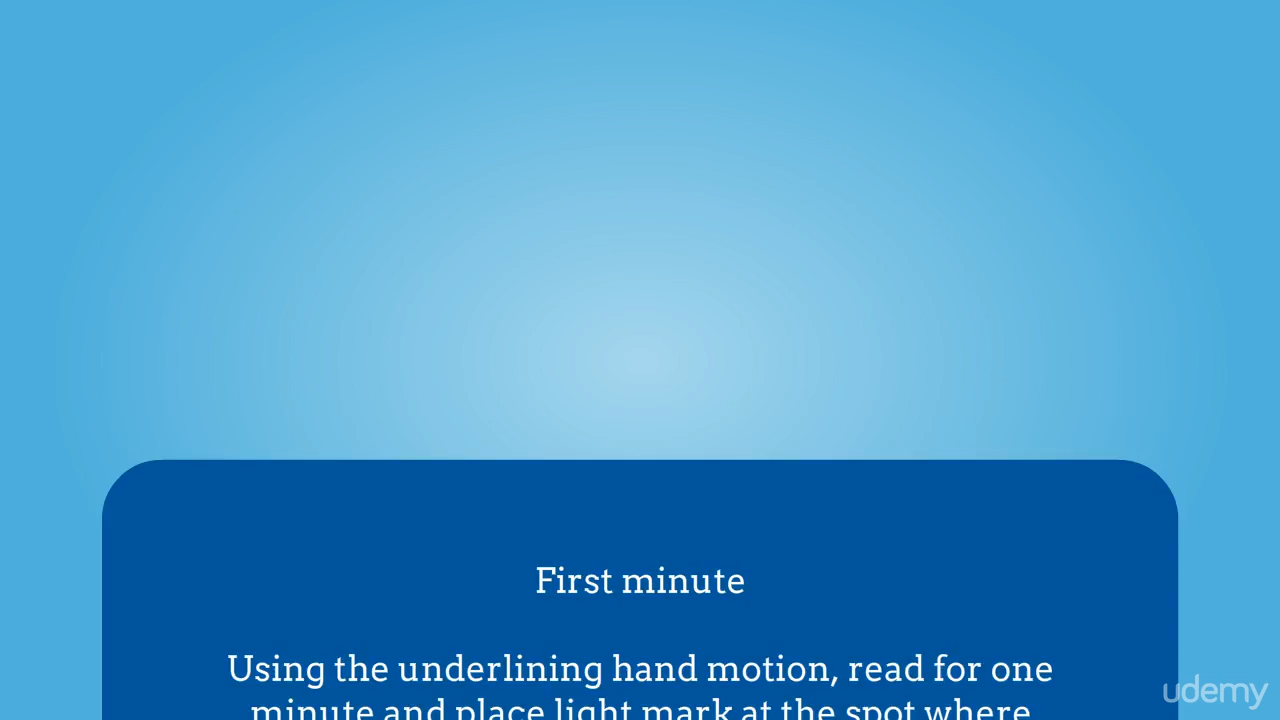 First minute
Using the underlining hand motion, read for one
minute and place light mark at the spot where
udemy